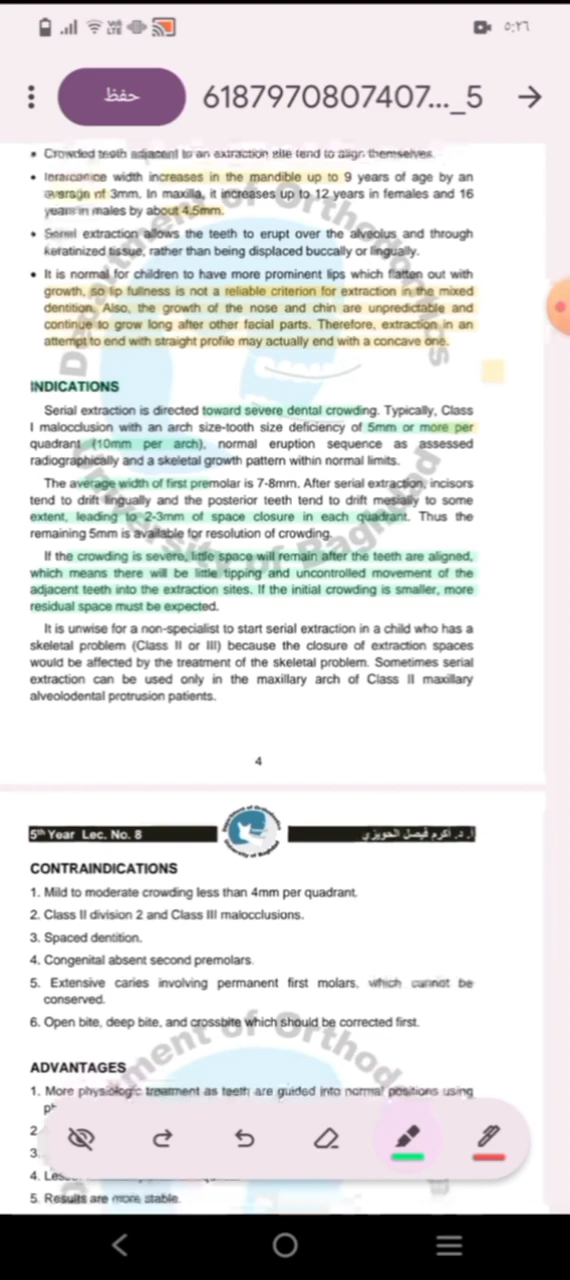 ٥:٢٦
حفظ
6187970807407..._5
• Crowded teeth adjacent to an extraction site tend to align themselves.
• Intercanine width increases in the mandible up to 9 years of age by an
average of 3mm. In maxilla, it increases up to 12 years in females and 16
years in males by about 4.5mm.
• Serial extraction allows the teeth to erupt over the alveolus and through
keratinized tissue, rather than being displaced buccally or lingually.
• It is normal for children to have more prominent lips which flatten out with
growth, so lip fullness is not a reliable criterion for extraction in the mixed
dentition. Also, the growth of the nose and chin are unpredictable and
continue to grow long after other facial parts. Therefore, extraction in an
attempt to end with straight profile may actually end with a concave one.
INDICATIONS
Serial extraction is directed toward severe dental crowding. Typically, Class
I malocclusion with an arch size-tooth size deficiency of 5mm or more per
quadrant (10mm per arch), normal eruption sequence as assessed
radiographically and a skeletal growth pattern within normal limits.
The average width of first premolar is 7-8mm. After serial extraction, incisors
tend to drift lingually and the posterior teeth tend to drift mesially to some
extent, leading to 2-3mm of space closure in each quadrant. Thus the
remaining 5mm is available for resolution of crowding.
If the crowding is severe, little space will remain after the teeth are aligned,
which means there will be little tipping and uncontrolled movement of the
adjacent teeth into the extraction sites. If the initial crowding is smaller, more
residual space must be expected.
It is unwise for a non-specialist to start serial extraction in a child who has a
skeletal problem (Class II or III) because the closure of extraction spaces
would be affected by the treatment of the skeletal problem. Sometimes serial
extraction can be used only in the maxillary arch of Class II maxillary
alveolodental protrusion patients.
4
5th Year Lec. No. 8
أ.د. أكرم فيصل الحويزي
CONTRAINDICATIONS
1. Mild to moderate crowding less than 4mm per quadrant.
2. Class II division 2 and Class III malocclusions.
3. Spaced dentition.
4. Congenital absent second premolars.
5. Extensive caries involving permanent first molars, which cannot be
conserved.
6. Open bite, deep bite, and crossbite which should be corrected first.
ADVANTAGES
1. More physiologic treatment as teeth are guided into normal positions using
2
3.
4.
5. Results are more stable.